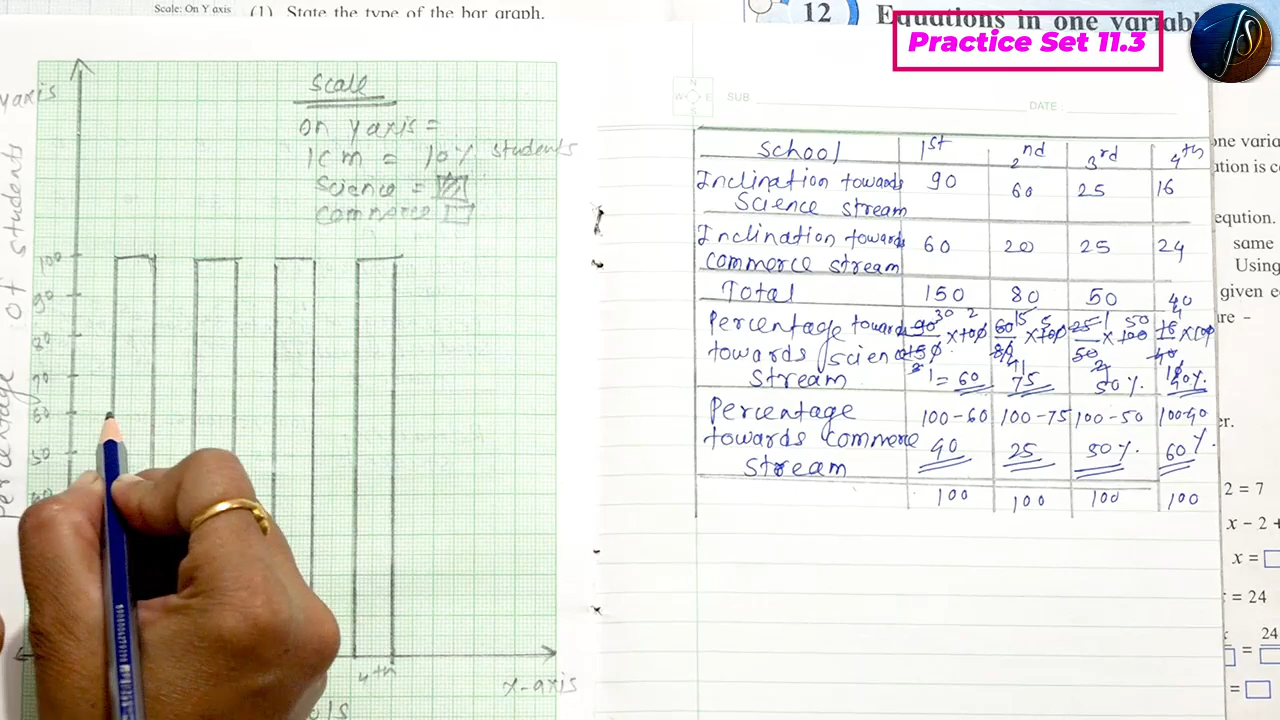 Scale: On Y axis
(1) State the type of the bar graph.
12 Equations in one variabl
Practice Set 11.3
Scale
On Y axis =
1cm = 10% students
Science =
Commerce
yaxis
Percentage of students
100
90
80
70
60
50
4th
x-axis
SUB
DATE :
N
W E
S
School 1st 2nd 3rd 4th
Inclination towards Science stream 90 60 25 16
Inclination towards commerce stream 60 20 25 24
Total 150 80 50 40
Percentage towards
towards science
Stream = 60 75 50%. 40%.
Percentage 100-60 100-75 100-50 100-40
towards commerce
stream 40 25 50%. 60%.
100 100 100 100
one varia
ation is c
eqution.
same
Using
given e
are -
er.
2 = 7
x - 2 +
x =
= 24
24
=
=